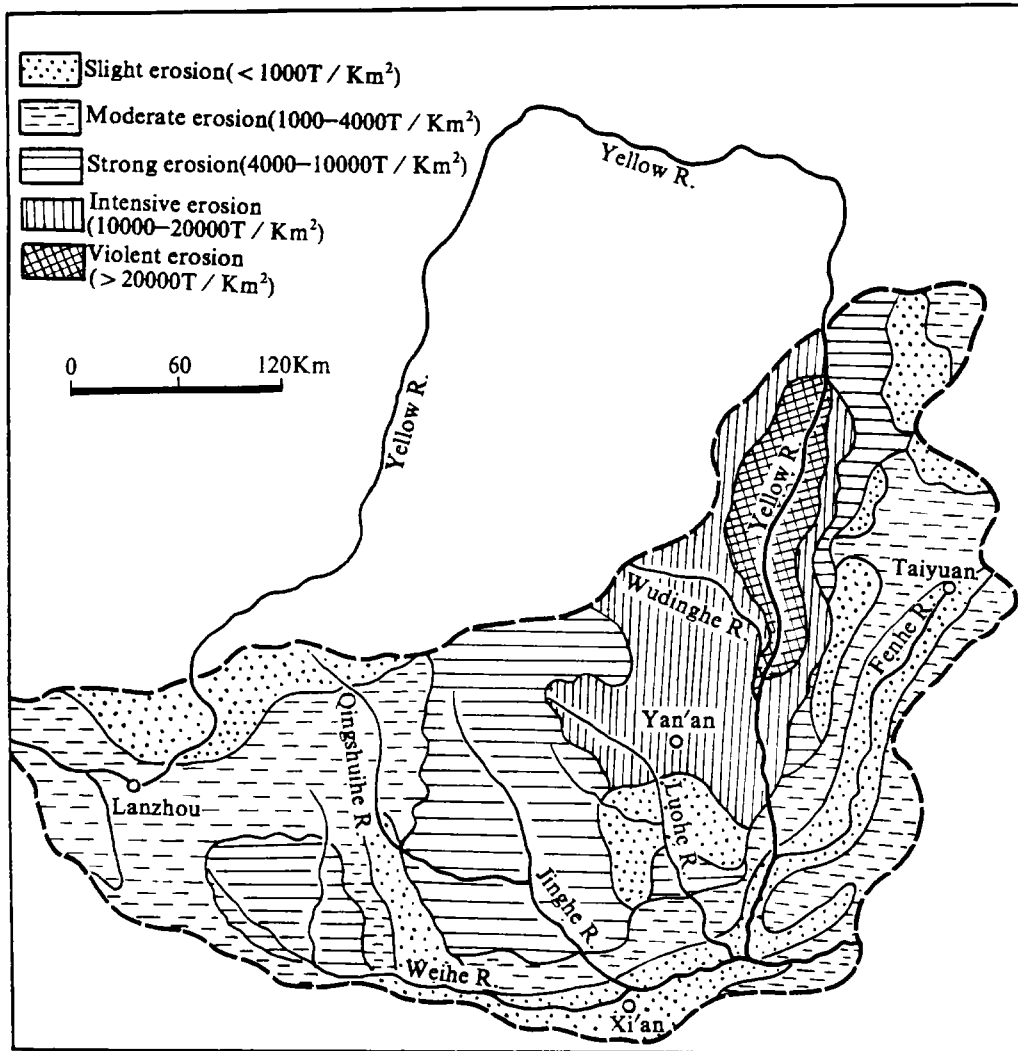 Slight erosion(<1000T / Km²)
Moderate erosion(1000–4000T / Km²)
Strong erosion(4000–10000T / Km²)
Intensive erosion
(10000–20000T / Km²)
Violent erosion
(>20000T / Km²)
0 60 120Km
Yellow R.
Yellow R.
Yellow R.
Taiyuan
Wudinghe R.
Fenhe R.
Yan'an
Qingshuihe R.
Luohe R.
Lanzhou
Jinghe R.
Weihe R.
Xi'an